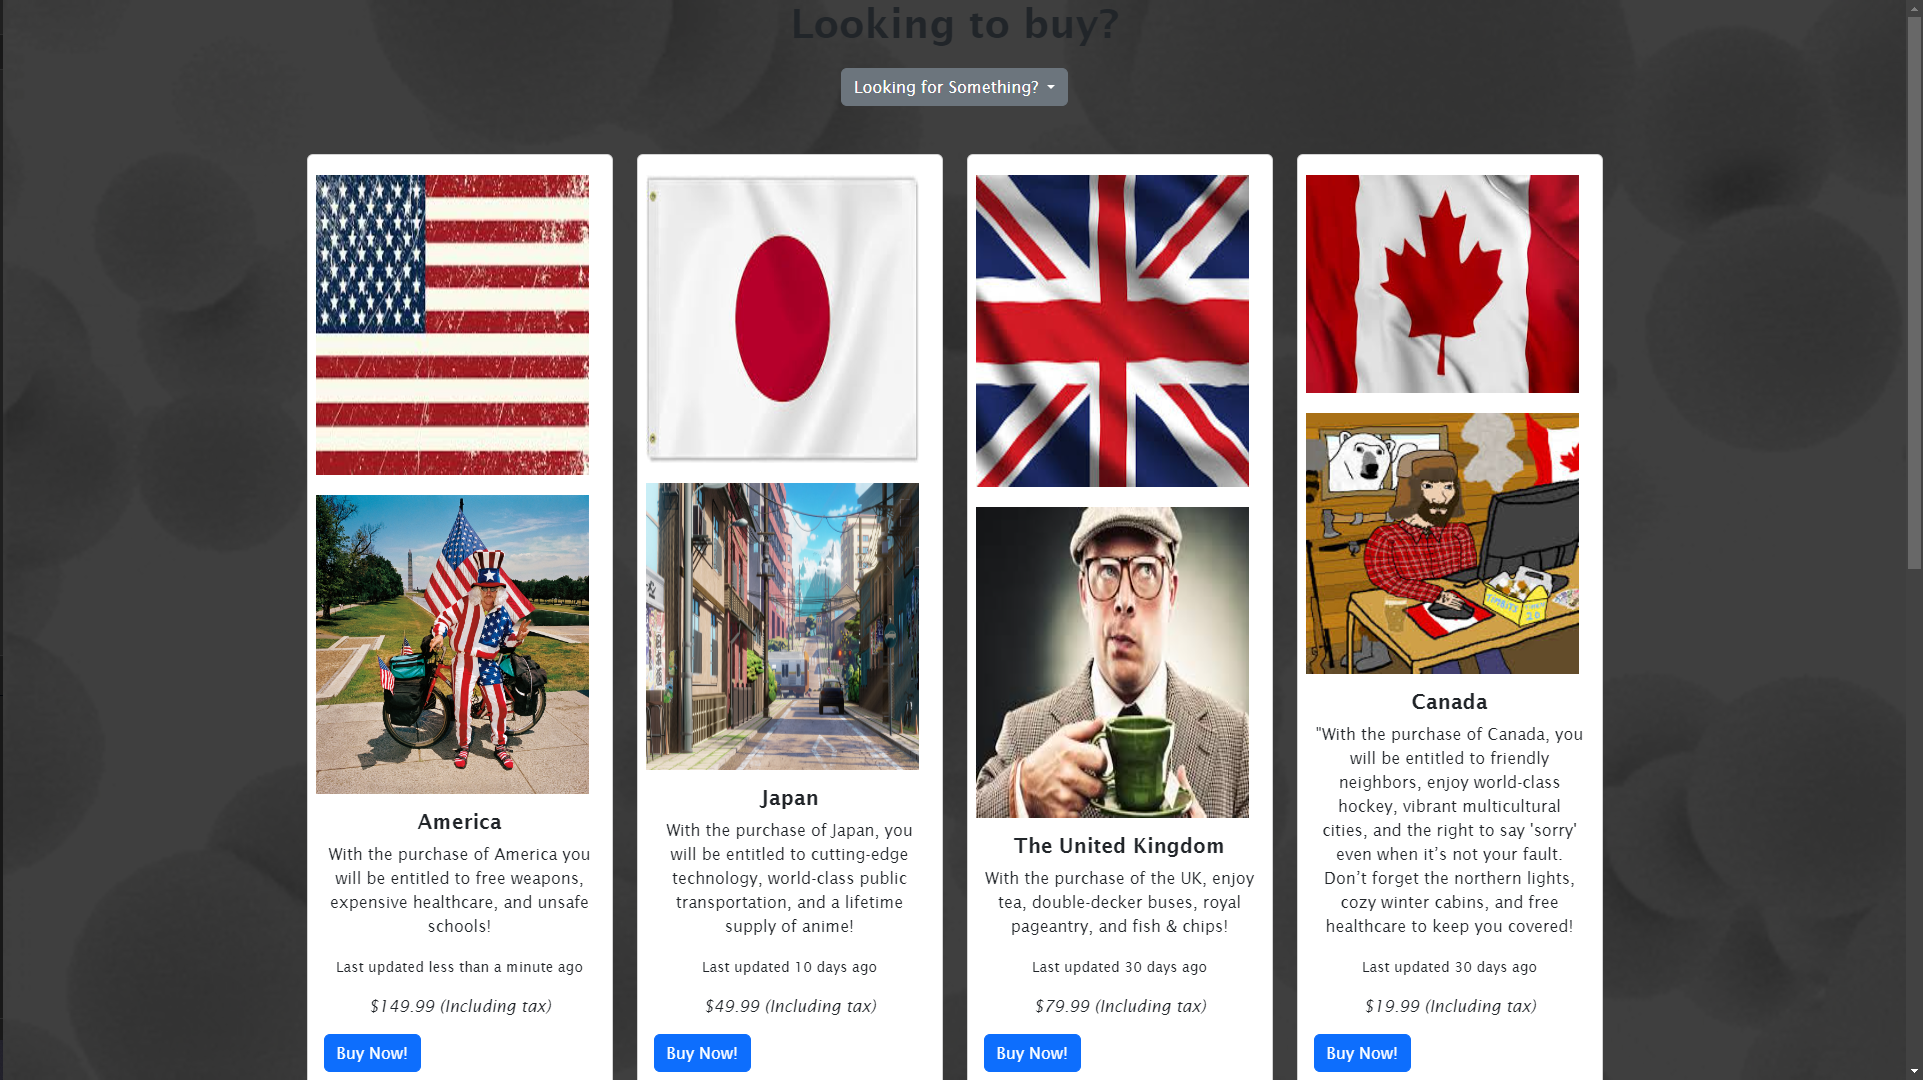 Looking to buy?
Looking for Something?
America
With the purchase of America you
will be entitled to free weapons,
expensive healthcare, and unsafe
schools!
Last updated less than a minute ago
$149.99 (Including tax)
Buy Now!
Japan
With the purchase of Japan, you
will be entitled to cutting-edge
technology, world-class public
transportation, and a lifetime
supply of anime!
Last updated 10 days ago
$49.99 (Including tax)
Buy Now!
The United Kingdom
With the purchase of the UK, enjoy
tea, double-decker buses, royal
pageantry, and fish & chips!
Last updated 30 days ago
$79.99 (Including tax)
Buy Now!
TIMBITS
20
Canada
"With the purchase of Canada, you
will be entitled to friendly
neighbors, enjoy world-class
hockey, vibrant multicultural
cities, and the right to say 'sorry'
even when it’s not your fault.
Don’t forget the northern lights,
cozy winter cabins, and free
healthcare to keep you covered!
Last updated 30 days ago
$19.99 (Including tax)
Buy Now!